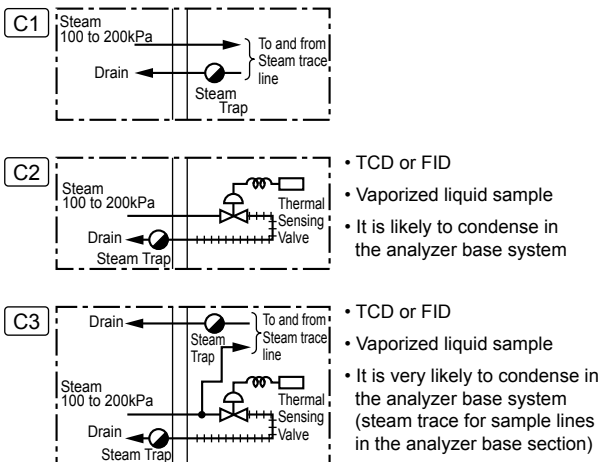 C1
Steam
100 to 200kPa
To and from
Steam trace
line
Drain
Steam
Trap
C2
Steam
100 to 200kPa
Thermal
Sensing
Valve
Drain
Steam Trap
• TCD or FID
• Vaporized liquid sample
• It is likely to condense in
the analyzer base system
C3
Drain
Steam
Trap
To and from
Steam trace
line
Steam
100 to 200kPa
Thermal
Sensing
Valve
Drain
Steam Trap
• TCD or FID
• Vaporized liquid sample
• It is very likely to condense in
the analyzer base system
(steam trace for sample lines
in the analyzer base section)